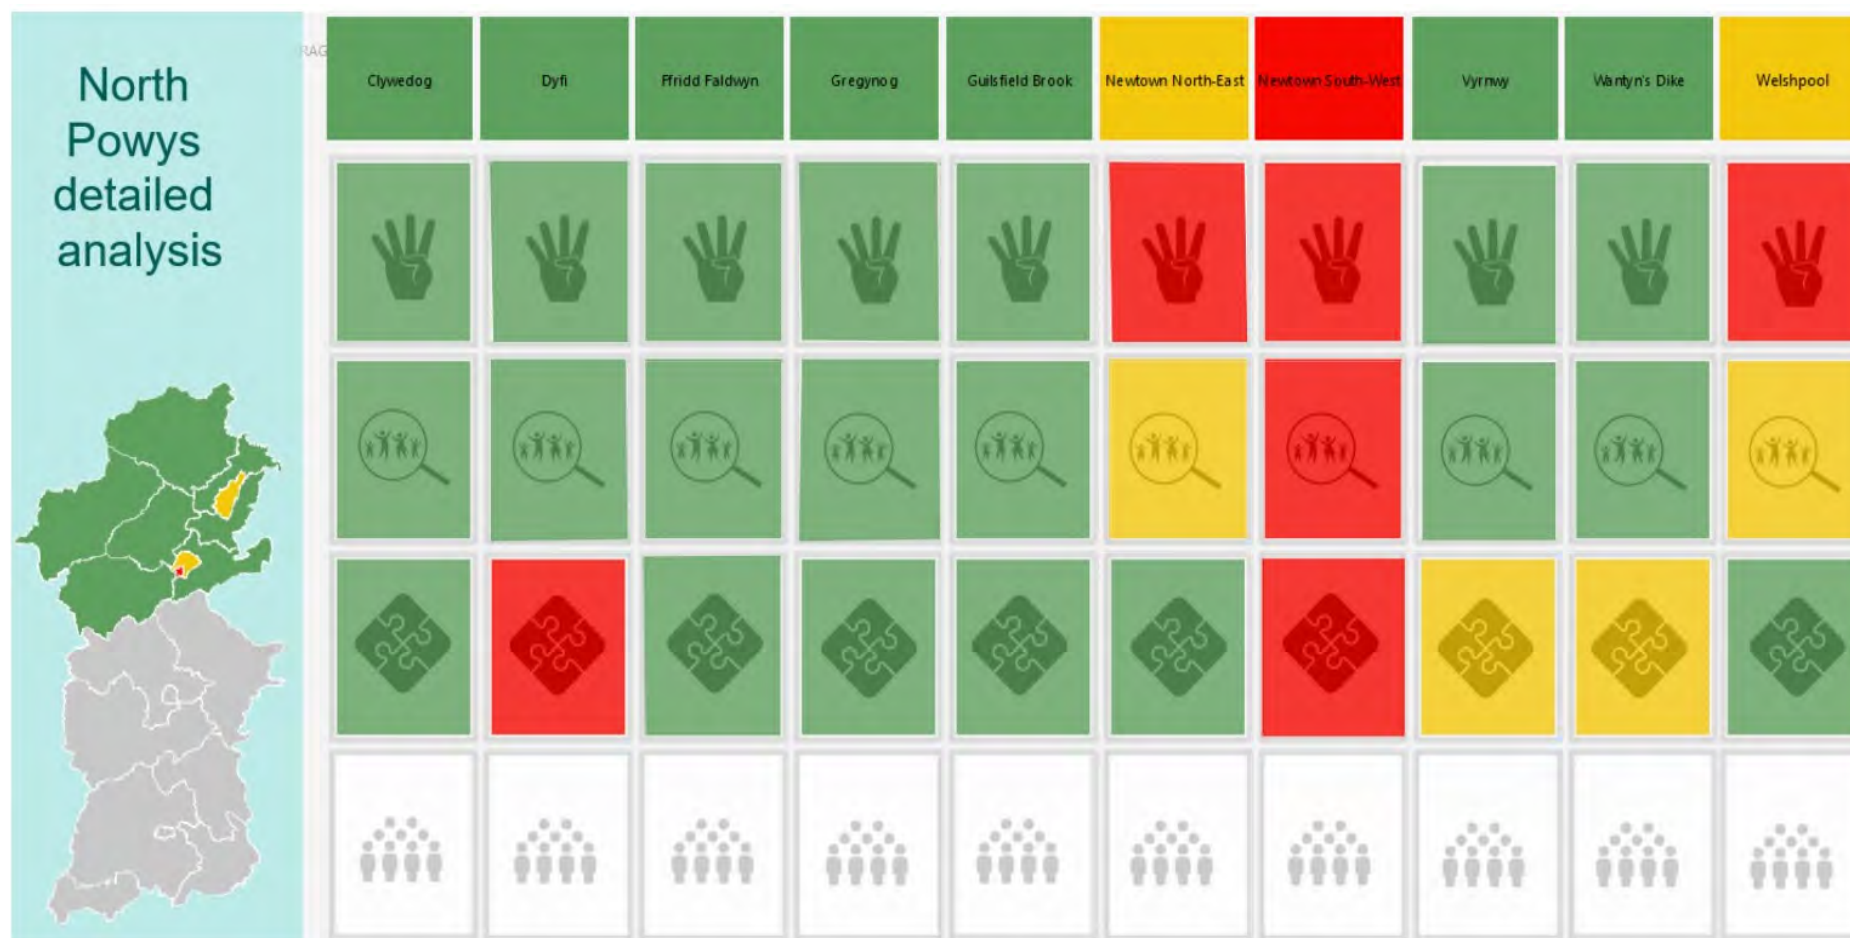 North
Powys
detailed
analysis
RAG
Clywedog
Dyfi
Ffridd Faldwyn
Gregynog
Guilsfield Brook
Newtown North-East
Newtown South-West
Vyrnwy
Wantyn's Dike
Welshpool